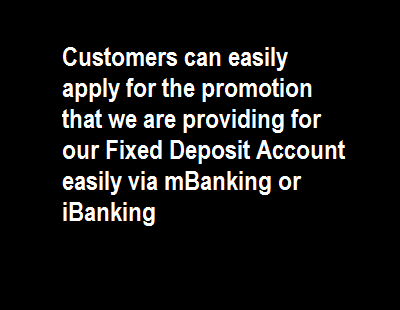 Customers can easily
apply for the promotion
that we are providing for
our Fixed Deposit Account
easily via mBanking or
iBanking